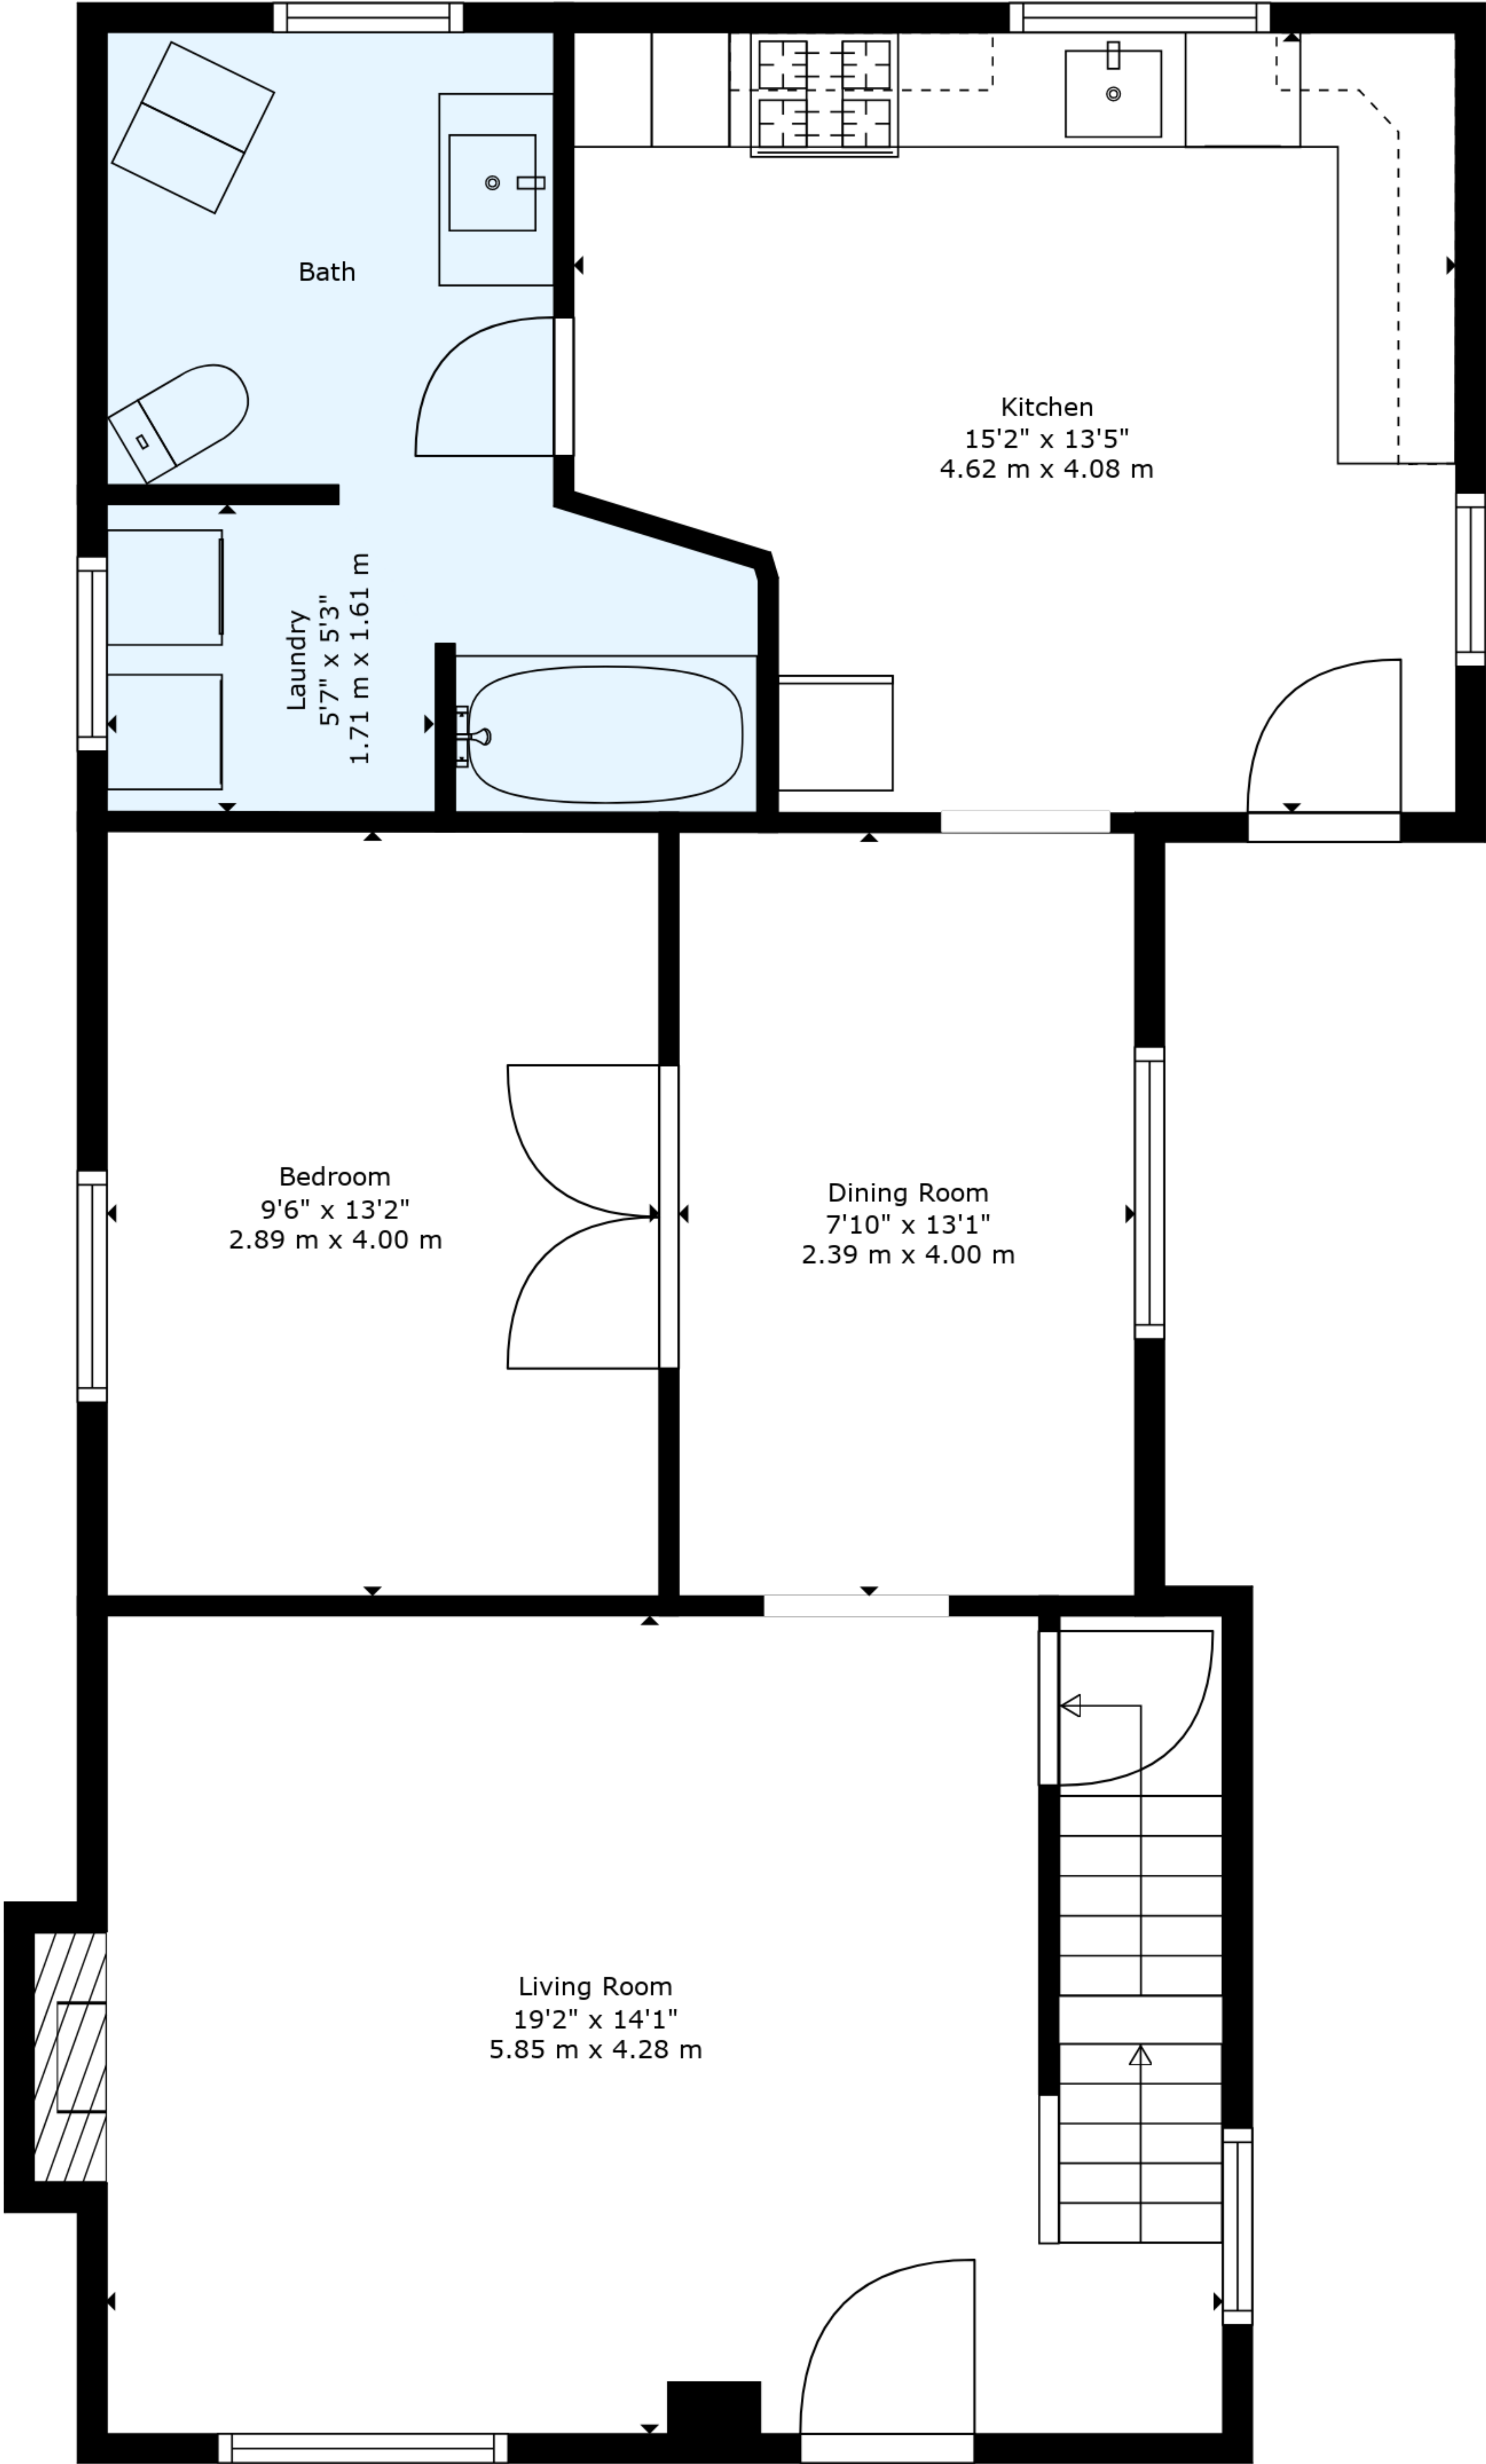 Bath
Kitchen
15'2" x 13'5"
4.62 m x 4.08 m
Laundry
5'7" x 5'3"
1.71 m x 1.61 m
Bedroom
9'6" x 13'2"
2.89 m x 4.00 m
Dining Room
7'10" x 13'1"
2.39 m x 4.00 m
Living Room
19'2" x 14'1"
5.85 m x 4.28 m